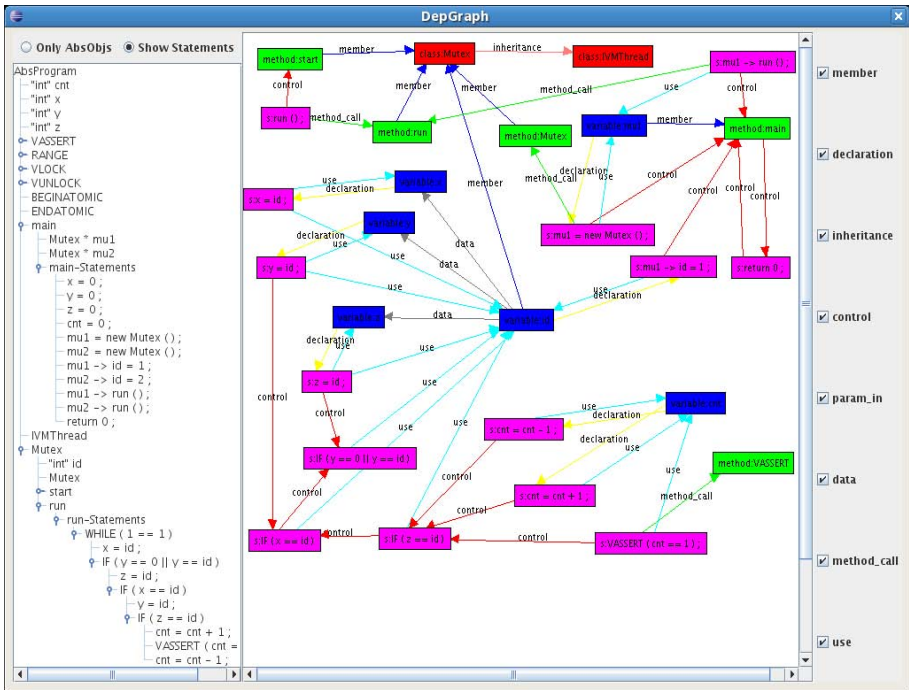 DepGraph
Only AbsObjs Show Statements
AbsProgram
"int" cnt
"int" x
"int" y
"int" z
VASSERT
RANGE
VLOCK
VUNLOCK
BEGINATOMIC
ENDATOMIC
main
Mutex * mu1
Mutex * mu2
main-Statements
x = 0 ;
y = 0 ;
z = 0 ;
cnt = 0 ;
mu1 = new Mutex () ;
mu2 = new Mutex () ;
mu1 -> id = 1 ;
mu2 -> id = 2 ;
mu1 -> run () ;
mu2 -> run () ;
return 0 ;
IVMThread
Mutex
"int" id
Mutex
start
run
run-Statements
WHILE ( 1 == 1 )
x = id ;
IF ( y == 0 || y == id )
z = id ;
IF ( x == id )
y = id ;
IF ( z == id )
cnt = cnt + 1 ;
VASSERT ( cnt =
cnt = cnt - 1 ;
method:start
member
class:Mutex
inheritance
class:IVMThread
s:mu1 -> run () ;
control
member
member
use
control
s:run () ;
method_call
method:run
method_call
method:Mutex
member
method:main
declaration
use
method_call
control
control
control
use
declaration
s:x = id ;
member
declaration
use
data
s:y = id ;
use
use
data
s:mu1 = new Mutex () ;
s:mu1 -> id = 1 ;
s:return 0 ;
use
declaration
data
declaration
use
use
s:z = id ;
control
control
use
use
use
s:cnt = cnt - 1 ;
use
declaration
declaration
use
s:IF ( y == 0 || y == id )
control
control
s:cnt = cnt + 1 ;
control
method:VASSERT
method_call
s:IF ( x == id )
control
s:IF ( z == id )
control
s:VASSERT ( cnt == 1 ) ;
member
declaration
inheritance
control
param_in
data
method_call
use